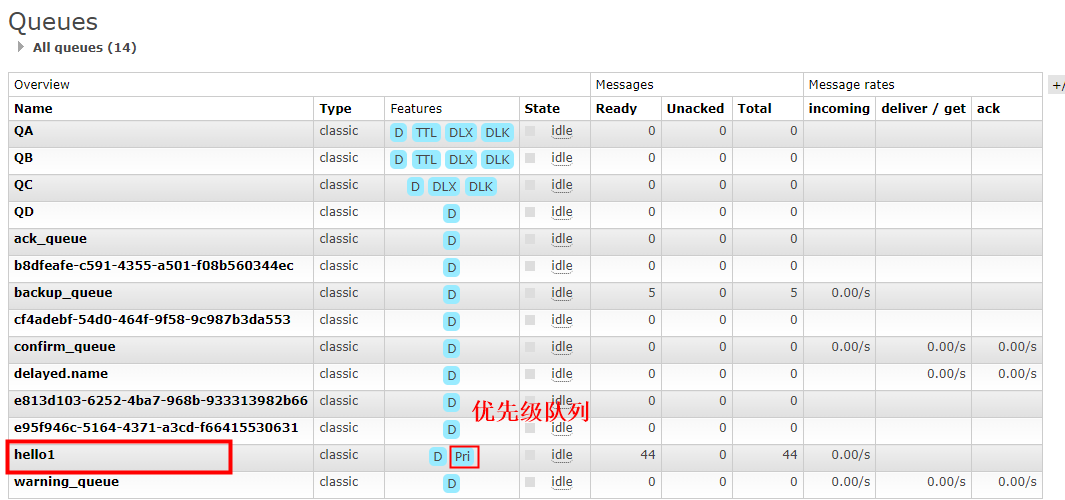 Queues
All queues (14)
Overview Messages Message rates +/
Name Type Features State Ready Unacked Total incoming deliver / get ack
QA classic D TTL DLX DLK idle 0 0 0
QB classic D TTL DLX DLK idle 0 0 0
QC classic D DLX DLK idle 0 0 0
QD classic D idle 0 0 0
ack_queue classic D idle 0 0 0
b8dfeafe-c591-4355-a501-f08b560344ec classic D idle 0 0 0
backup_queue classic D idle 5 0 5 0.00/s
cf4adebf-54d0-464f-9f58-9c987b3da553 classic D idle 0 0 0
confirm_queue classic D idle 0 0 0 0.00/s 0.00/s 0.00/s
delayed.name classic D idle 0 0 0 0.00/s 0.00/s
e813d103-6252-4ba7-968b-933313982b66 classic D idle 0 0 0
优先级队列
e95f946c-5164-4371-a3cd-f66415530631 classic D idle 0 0 0
hello1 classic D Pri idle 44 0 44 0.00/s
warning_queue classic D idle 0 0 0 0.00/s 0.00/s 0.00/s